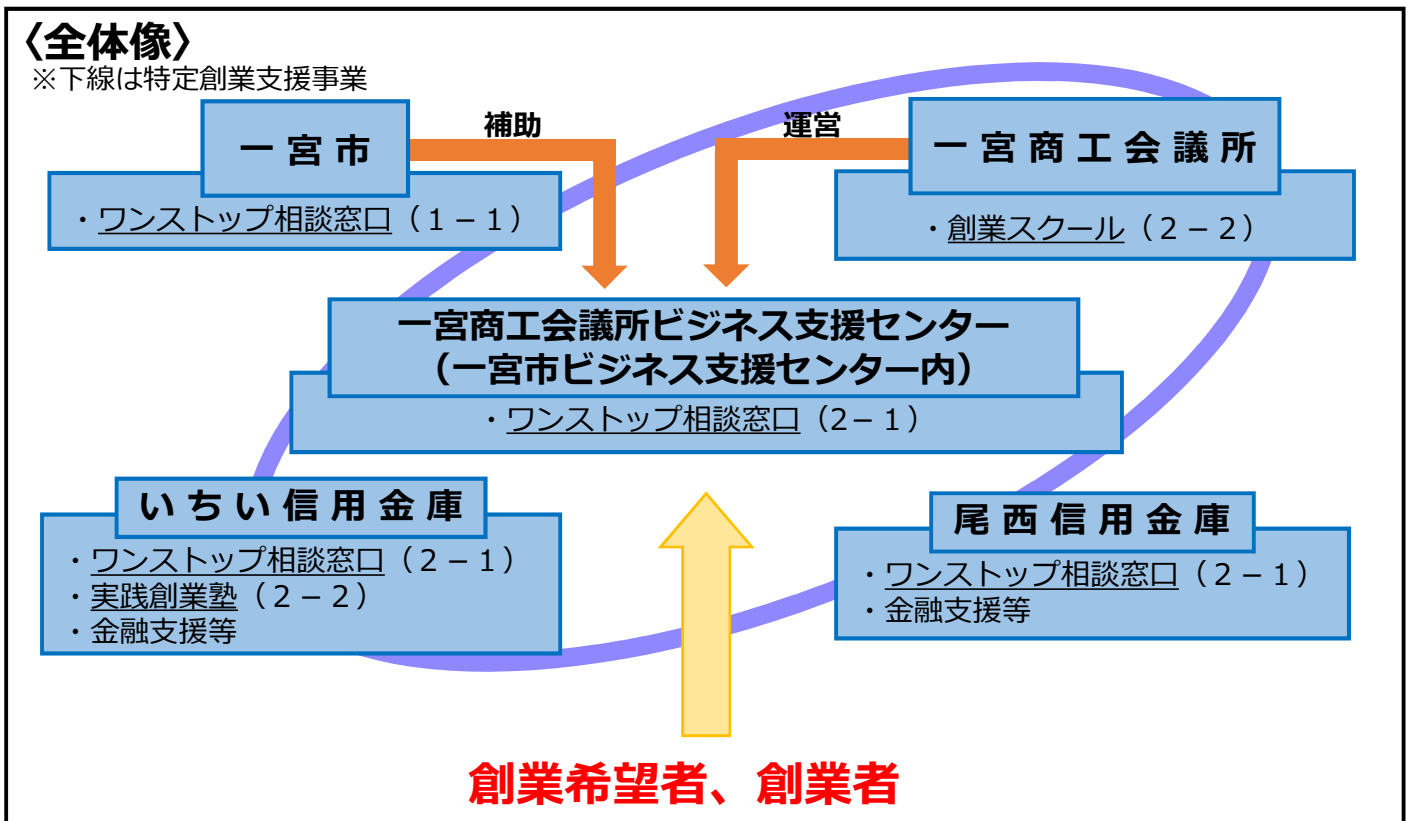 〈全体像〉
※下線は特定創業支援事業
補助
運営
一宮市
・ワンストップ相談窓口（１－１）
一宮商工会議所
・創業スクール（２－２）
一宮商工会議所ビジネス支援センター
（一宮市ビジネス支援センター内）
・ワンストップ相談窓口（2－１）
いちい信用金庫
・ワンストップ相談窓口（２－１）
・実践創業塾（２－２）
・金融支援等
尾西信用金庫
・ワンストップ相談窓口（２－１）
・金融支援等
創業希望者、創業者